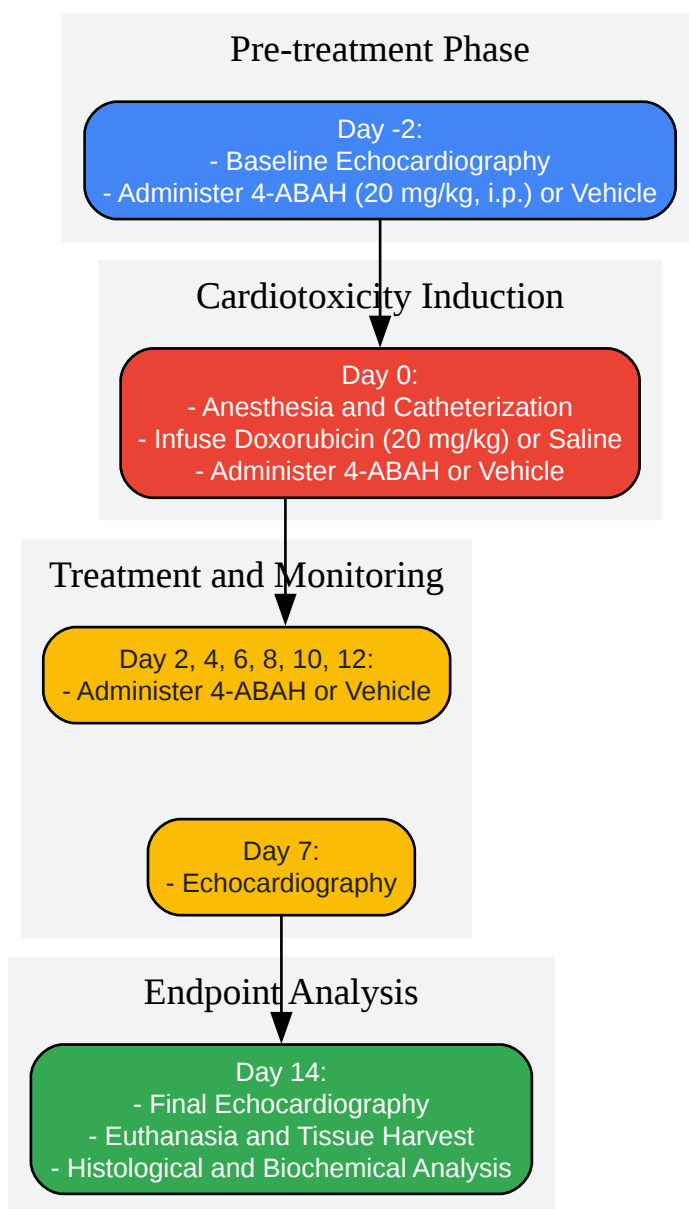 Pre-treatment Phase
Day -2:
- Baseline Echocardiography
- Administer 4-ABAH (20 mg/kg, i.p.) or Vehicle
Cardiotoxicity Induction
Day 0:
- Anesthesia and Catheterization
- Infuse Doxorubicin (20 mg/kg) or Saline
- Administer 4-ABAH or Vehicle
Treatment and Monitoring
Day 2, 4, 6, 8, 10, 12:
- Administer 4-ABAH or Vehicle
Day 7:
- Echocardiography
Endpoint Analysis
Day 14:
- Final Echocardiography
- Euthanasia and Tissue Harvest
- Histological and Biochemical Analysis